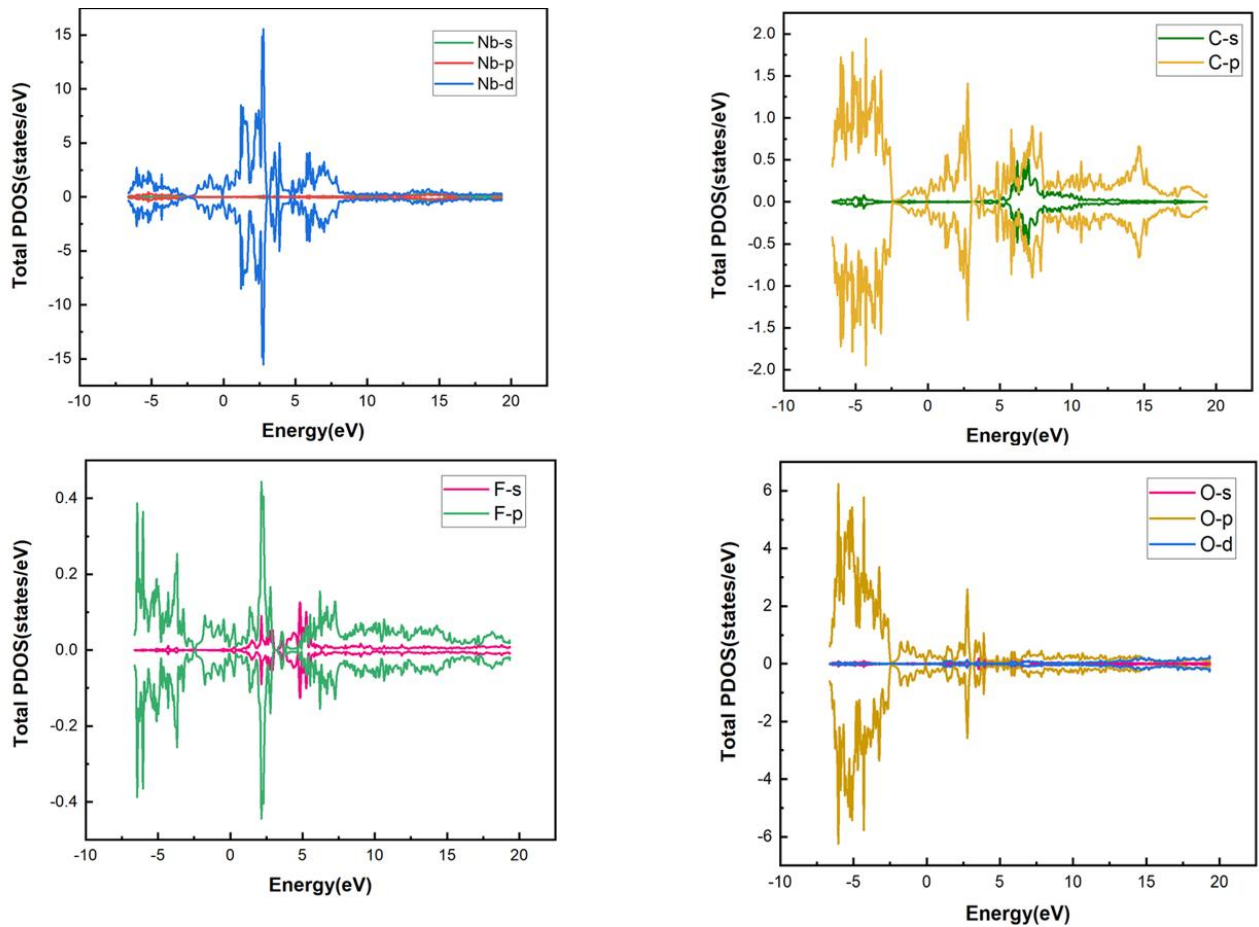 Total PDOS(states/eV)
15
10
5
0
-5
-10
-15
Nb-s
Nb-p
Nb-d
-10 -5 0 5 10 15 20
Energy(eV)
Total PDOS(states/eV)
2.0
1.5
1.0
0.5
0.0
-0.5
-1.0
-1.5
-2.0
C-s
C-p
-10 -5 0 5 10 15 20
Energy(eV)
Total PDOS(states/eV)
0.4
0.2
0.0
-0.2
-0.4
F-s
F-p
-10 -5 0 5 10 15 20
Energy(eV)
Total PDOS(states/eV)
6
4
2
0
-2
-4
-6
O-s
O-p
O-d
-10 -5 0 5 10 15 20
Energy(eV)